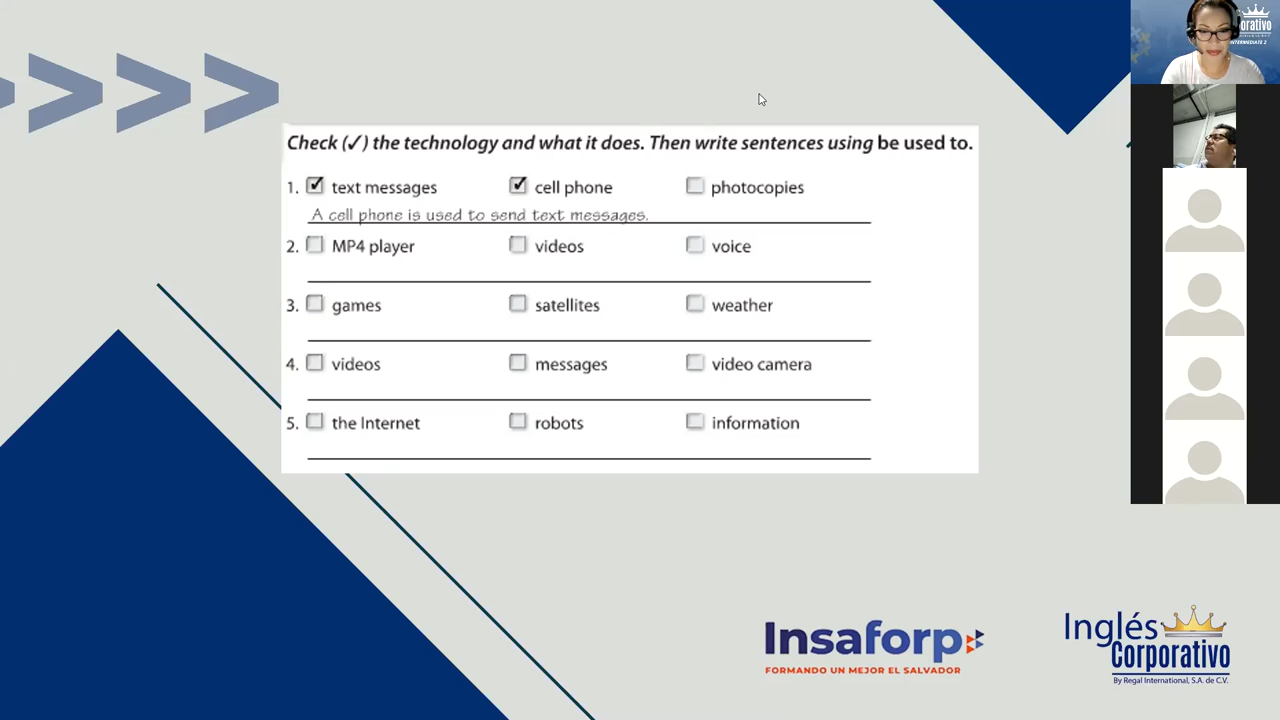 Check (✓) the technology and what it does. Then write sentences using be used to.
1. ✓ text messages ✓ cell phone photocopies
A cell phone is used to send text messages.
2. MP4 player videos voice
3. games satellites weather
4. videos messages video camera
5. the Internet robots information
Insaforp
FORMANDO UN MEJOR EL SALVADOR
Inglés
Corporativo
By Regal International, S.A. de C.V.
orativo
INTERMEDIATE 2